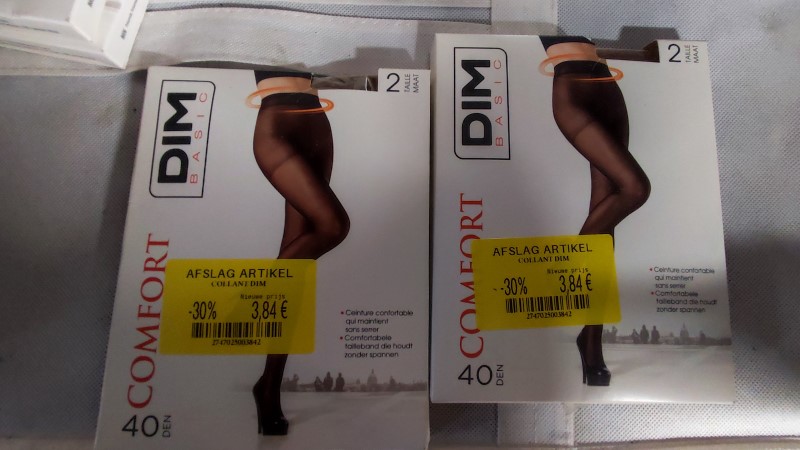 DIM
BASIC
2
TAILLE
MAAT
COMFORT
AFSLAG ARTIKEL
COLLANT DIM
Nieuwe prijs
-30% 3,84 €
2747025003842
• Ceinture confortable
qui maintient
sans serrer
• Comfortabele
tailleband die houdt
zonder spannen
40
DEN
DIM
BASIC
2
TAILLE
MAAT
COMFORT
AFSLAG ARTIKEL
COLLANT DIM
Nieuwe prijs
-30% 3,84 €
2747025003842
• Ceinture confortable
qui maintient
sans serrer
• Comfortabele
tailleband die houdt
zonder spannen
40
DEN